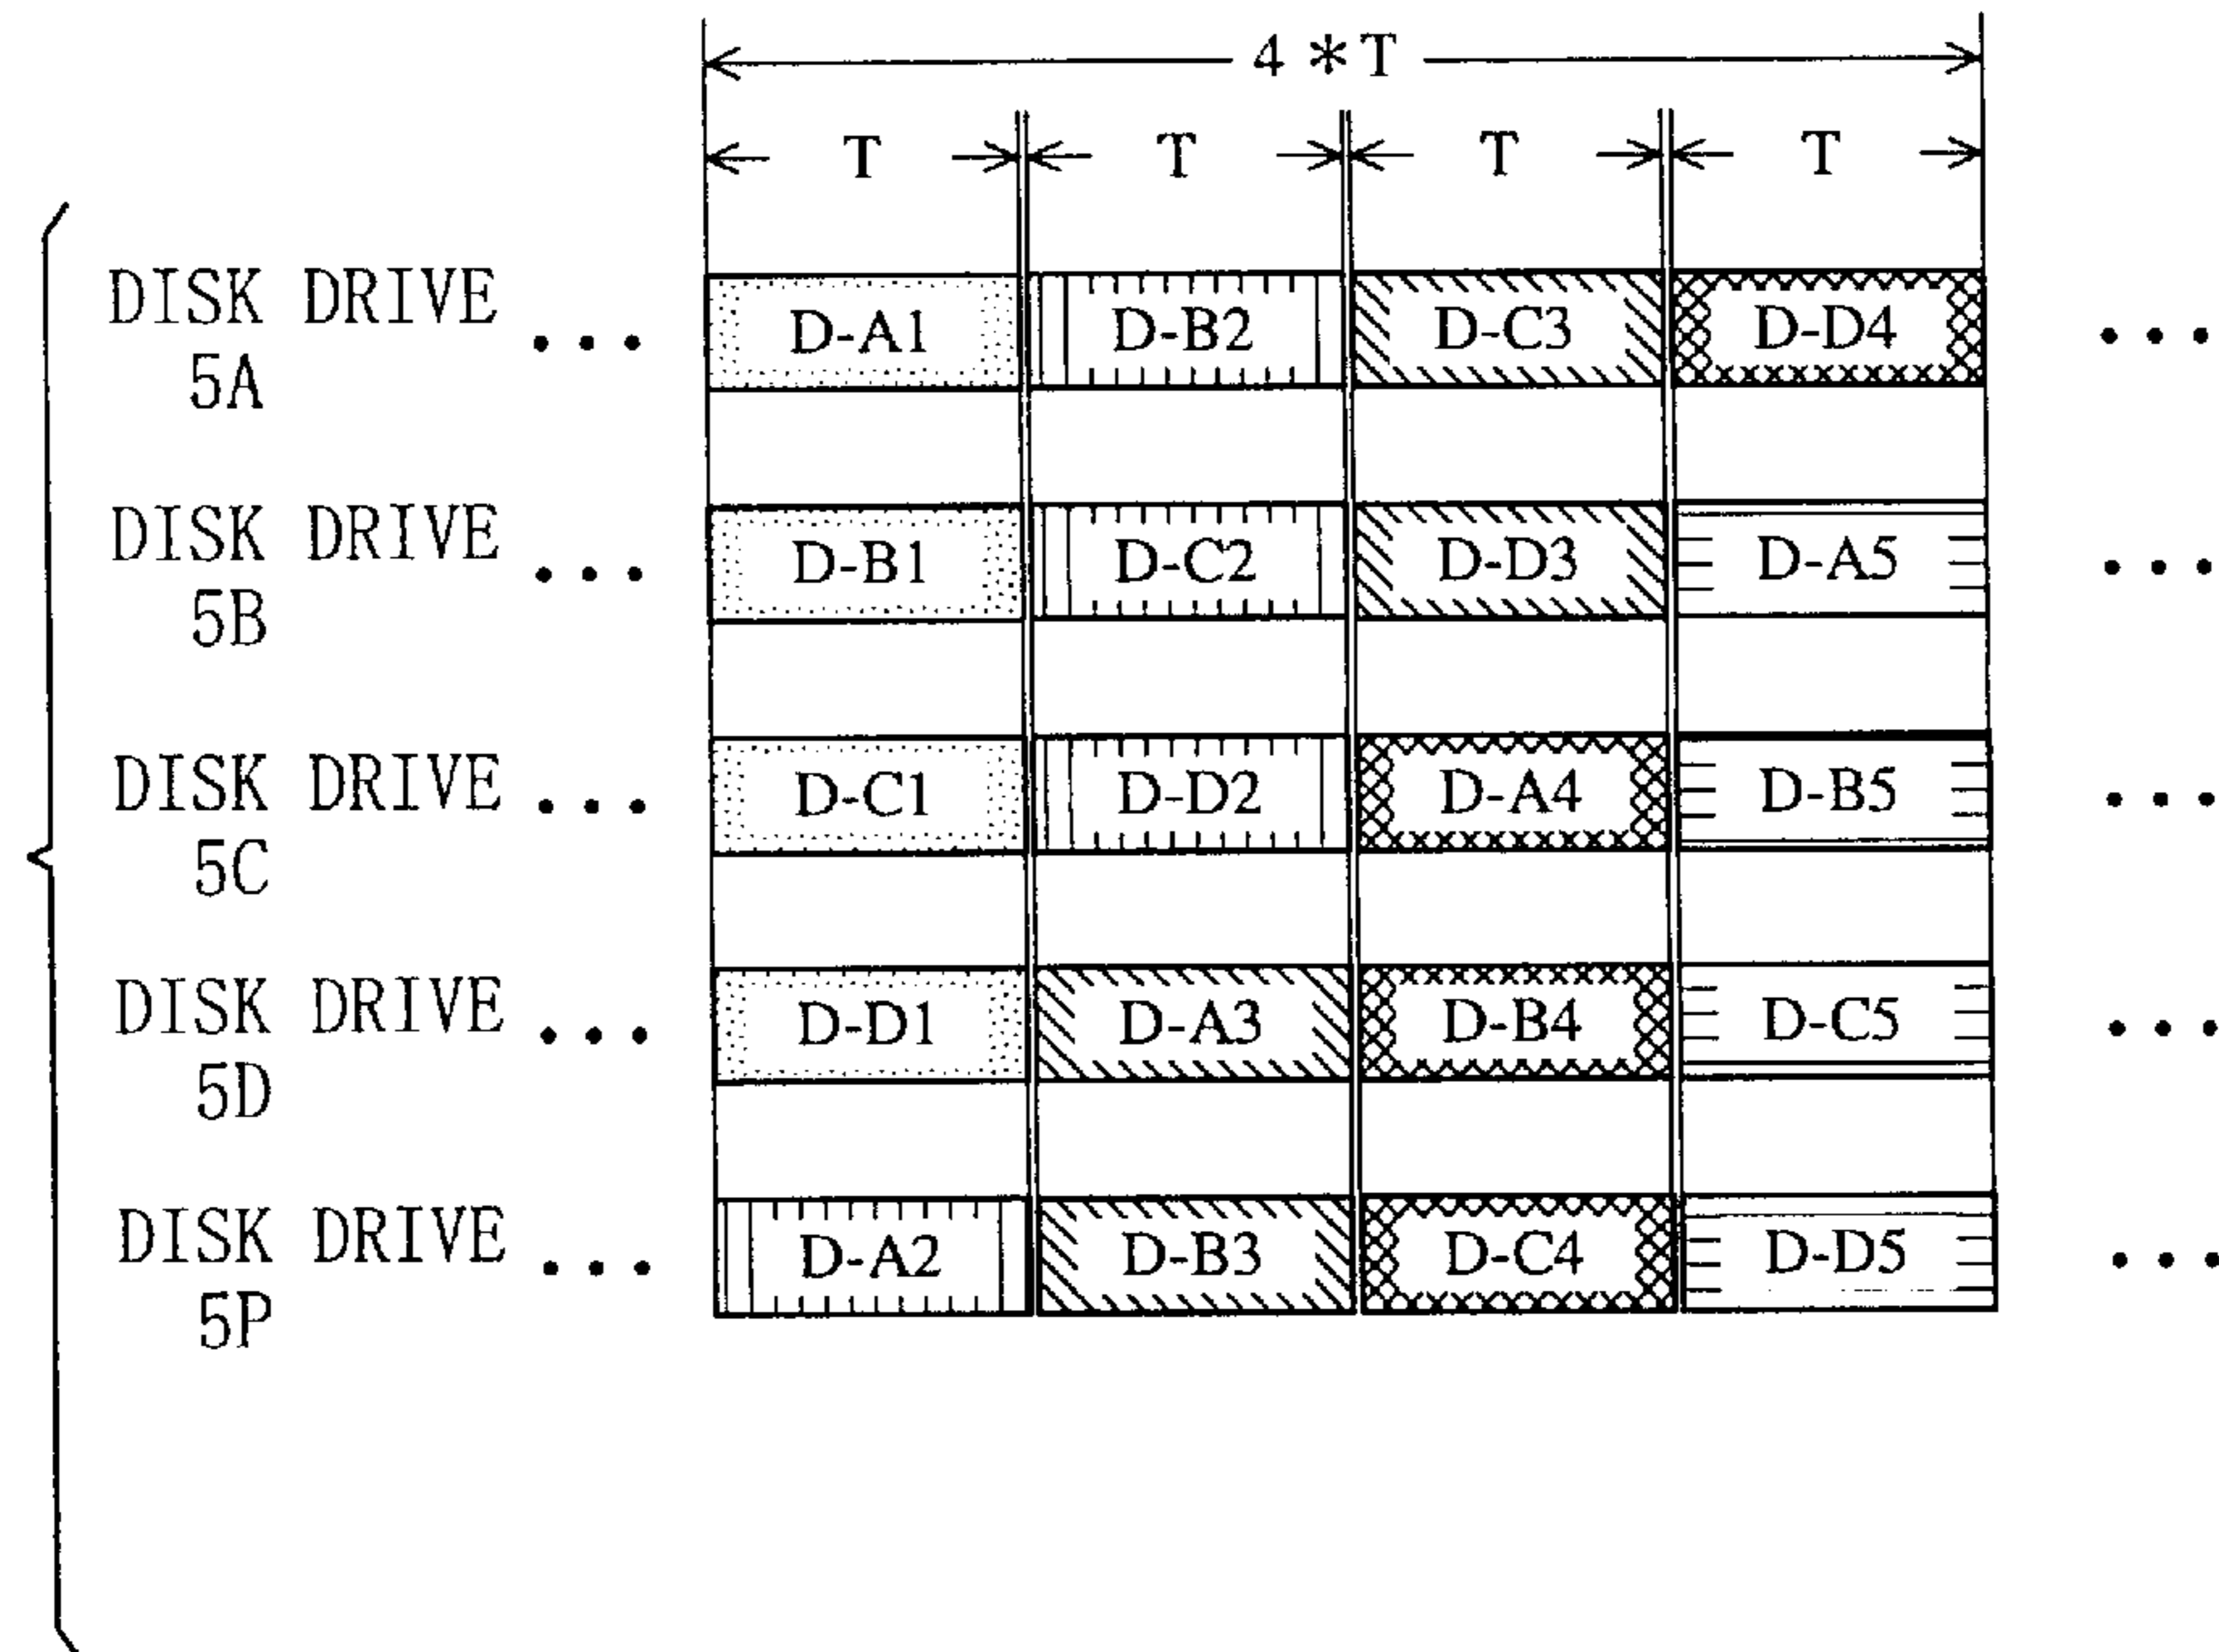 4 *T
T T T T
DISK DRIVE 5A ... D-A1 D-B2 D-C3 D-D4 ...
DISK DRIVE 5B ... D-B1 D-C2 D-D3 D-A5 ...
DISK DRIVE 5C ... D-C1 D-D2 D-A4 D-B5 ...
DISK DRIVE 5D ... D-D1 D-A3 D-B4 D-C5 ...
DISK DRIVE 5P ... D-A2 D-B3 D-C4 D-D5 ...